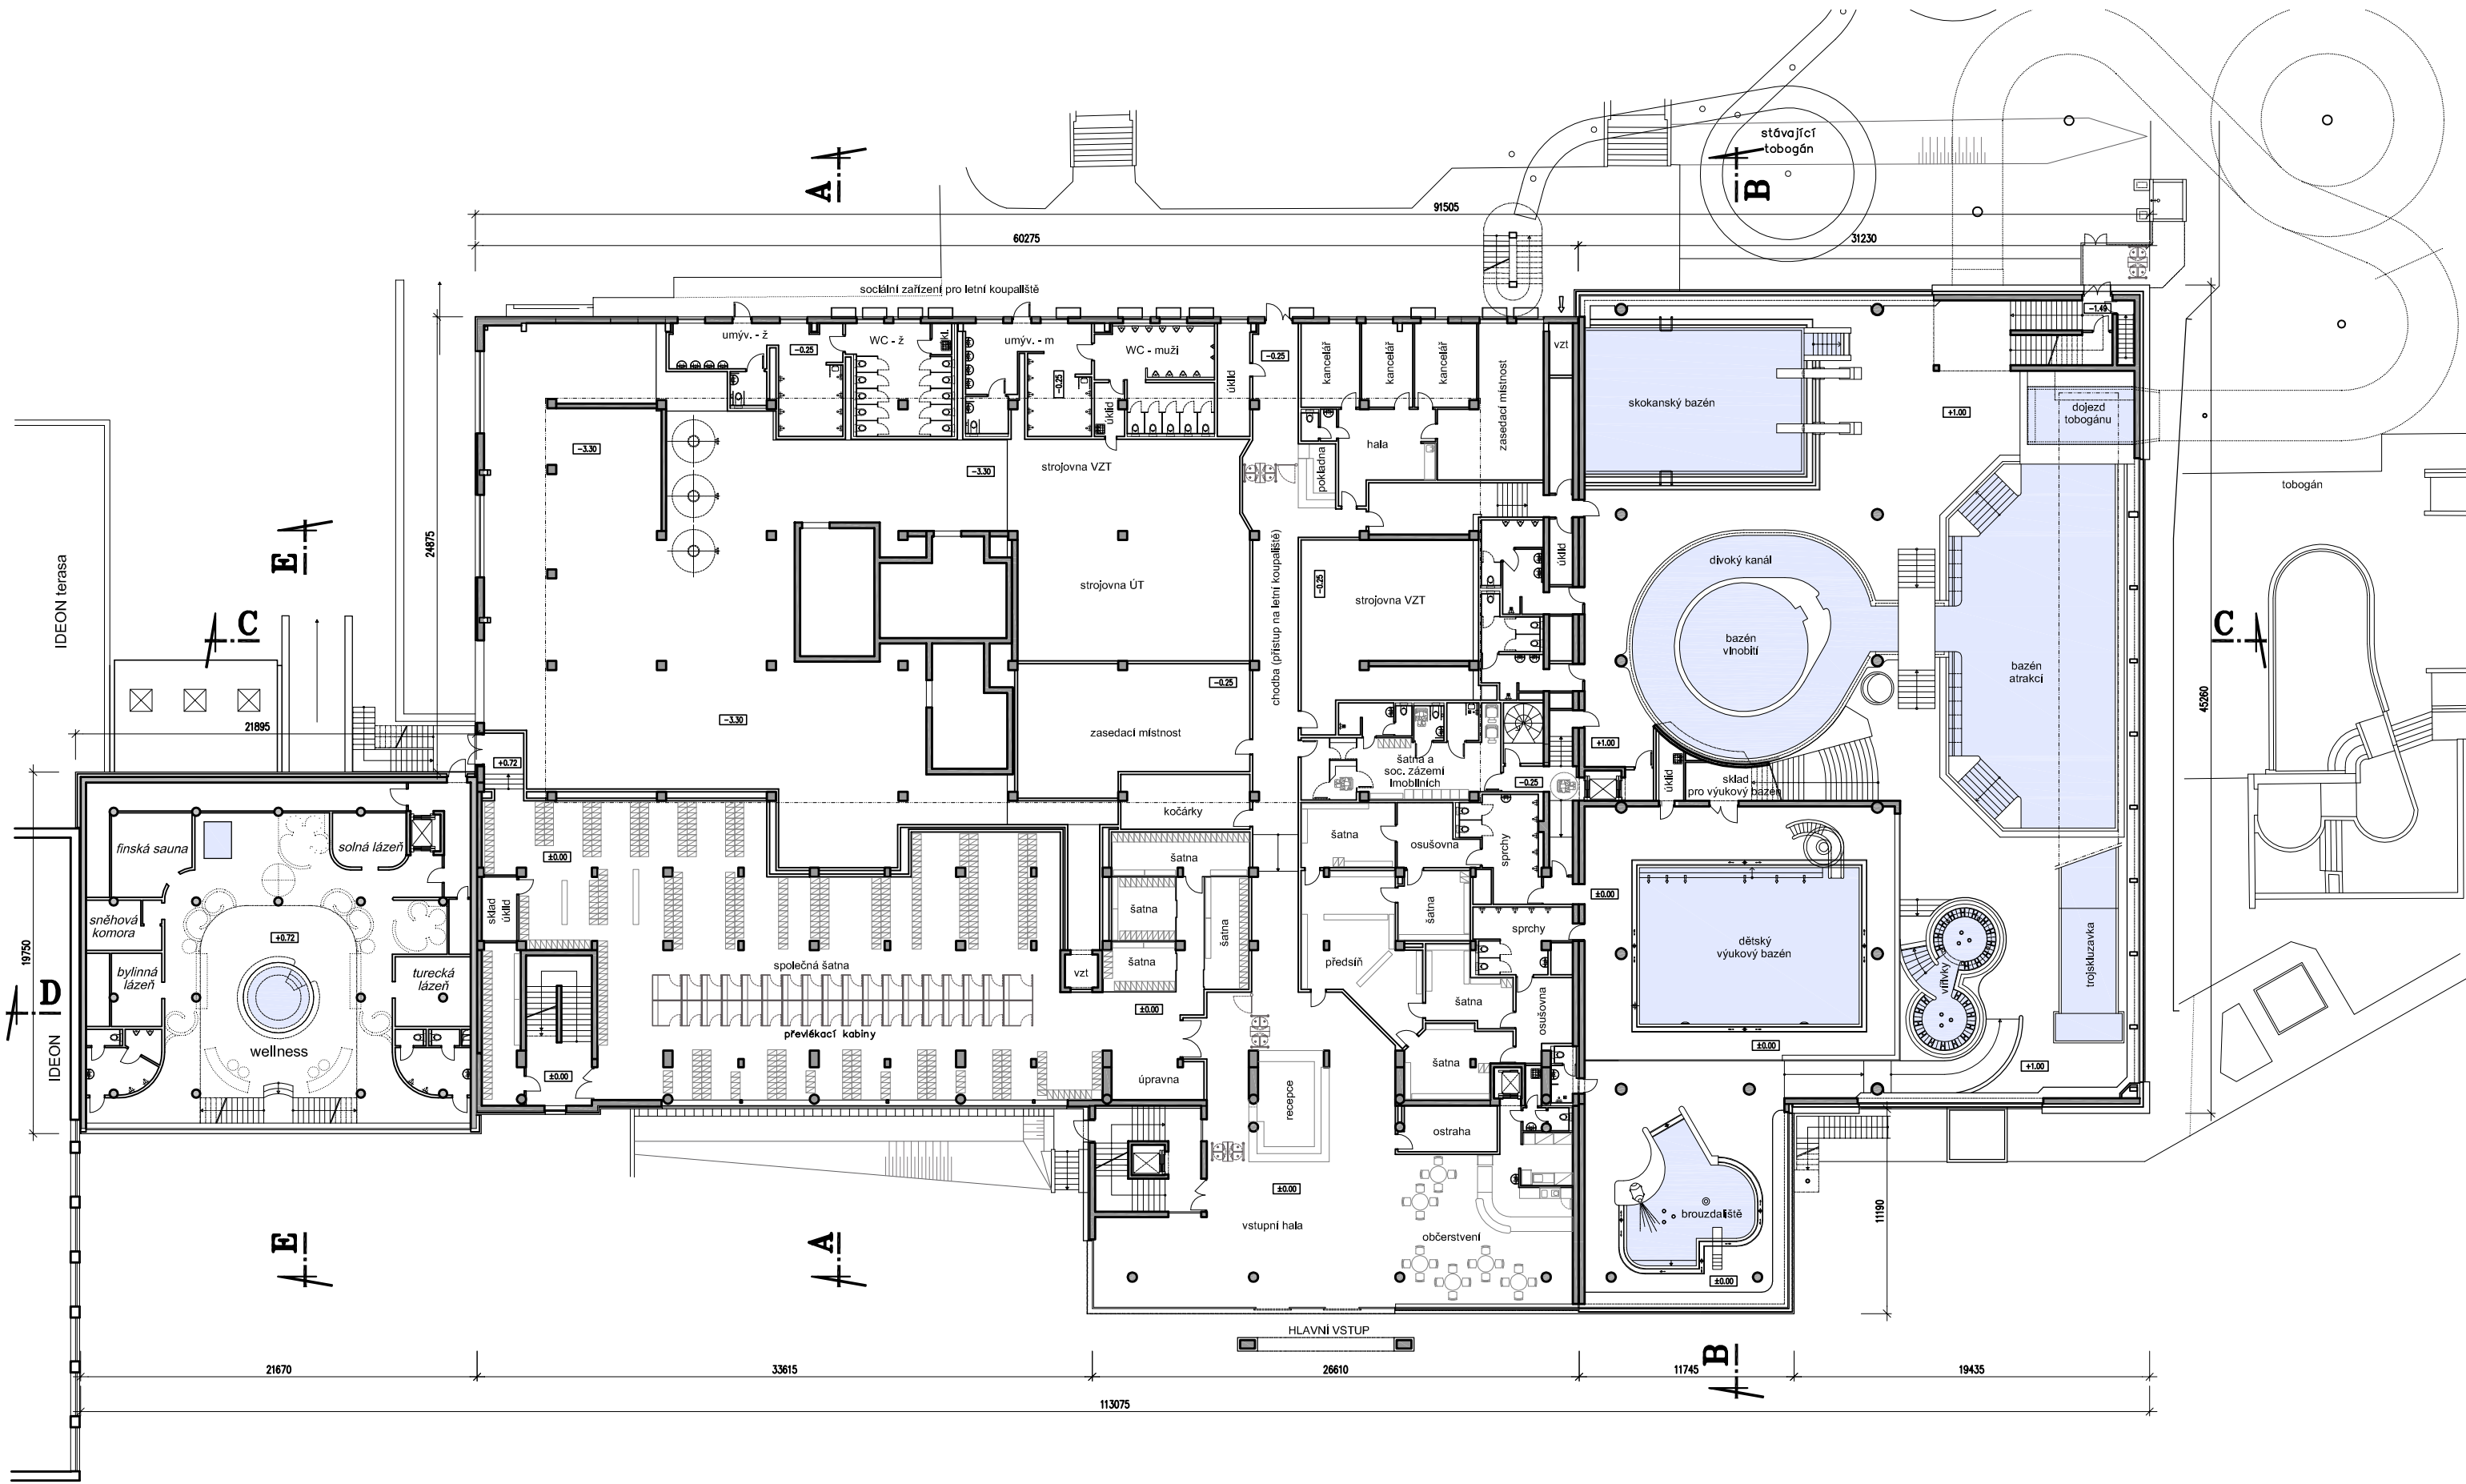 stávající
tobogán
A
B
91505
60275
31230
sociální zařízení pro letní koupaliště
-1.49
umýv. - ž
-0.25
WC - ž
úkl.
umýv. - m
-0.25
WC - muži
úklid
úklid
-0.25
kancelář
kancelář
kancelář
zasedací místnost
vzt
skokanský bazén
+1.00
dojezd
tobogánu
tobogán
-3.30
-3.30
strojovna VZT
hala
pokladna
24875
E
IDEON terasa
C
strojovna ÚT
chodba (přístup na letní koupaliště)
-0.25
strojovna VZT
úklid
divoký kanál
bazén
vlnobití
bazén
atrakcí
C
45260
21895
-3.30
-0.25
zasedací místnost
+0.72
šatna a
soc. zázemí
imobilních
-0.25
+1.00
úklid
sklad
pro výukový bazén
kočárky
finská sauna
solná lázeň
±0.00
šatna
šatna
osušovna
sprchy
sněhová
komora
+0.72
sklad
úklid
šatna
šatna
šatna
±0.00
19750
bylinná
lázeň
turecká
lázeň
společná šatna
vzt
šatna
předsíň
sprchy
dětský
výukový bazén
vířivky
trojskluzavka
D
IDEON
wellness
převlékací kabiny
±0.00
±0.00
úpravna
šatna
šatna
osušovna
±0.00
+1.00
recepce
ostraha
±0.00
vstupní hala
občerstvení
brouzdaliště
±0.00
11190
E
A
HLAVNÍ VSTUP
B
21670
33615
26610
11745
19435
113075